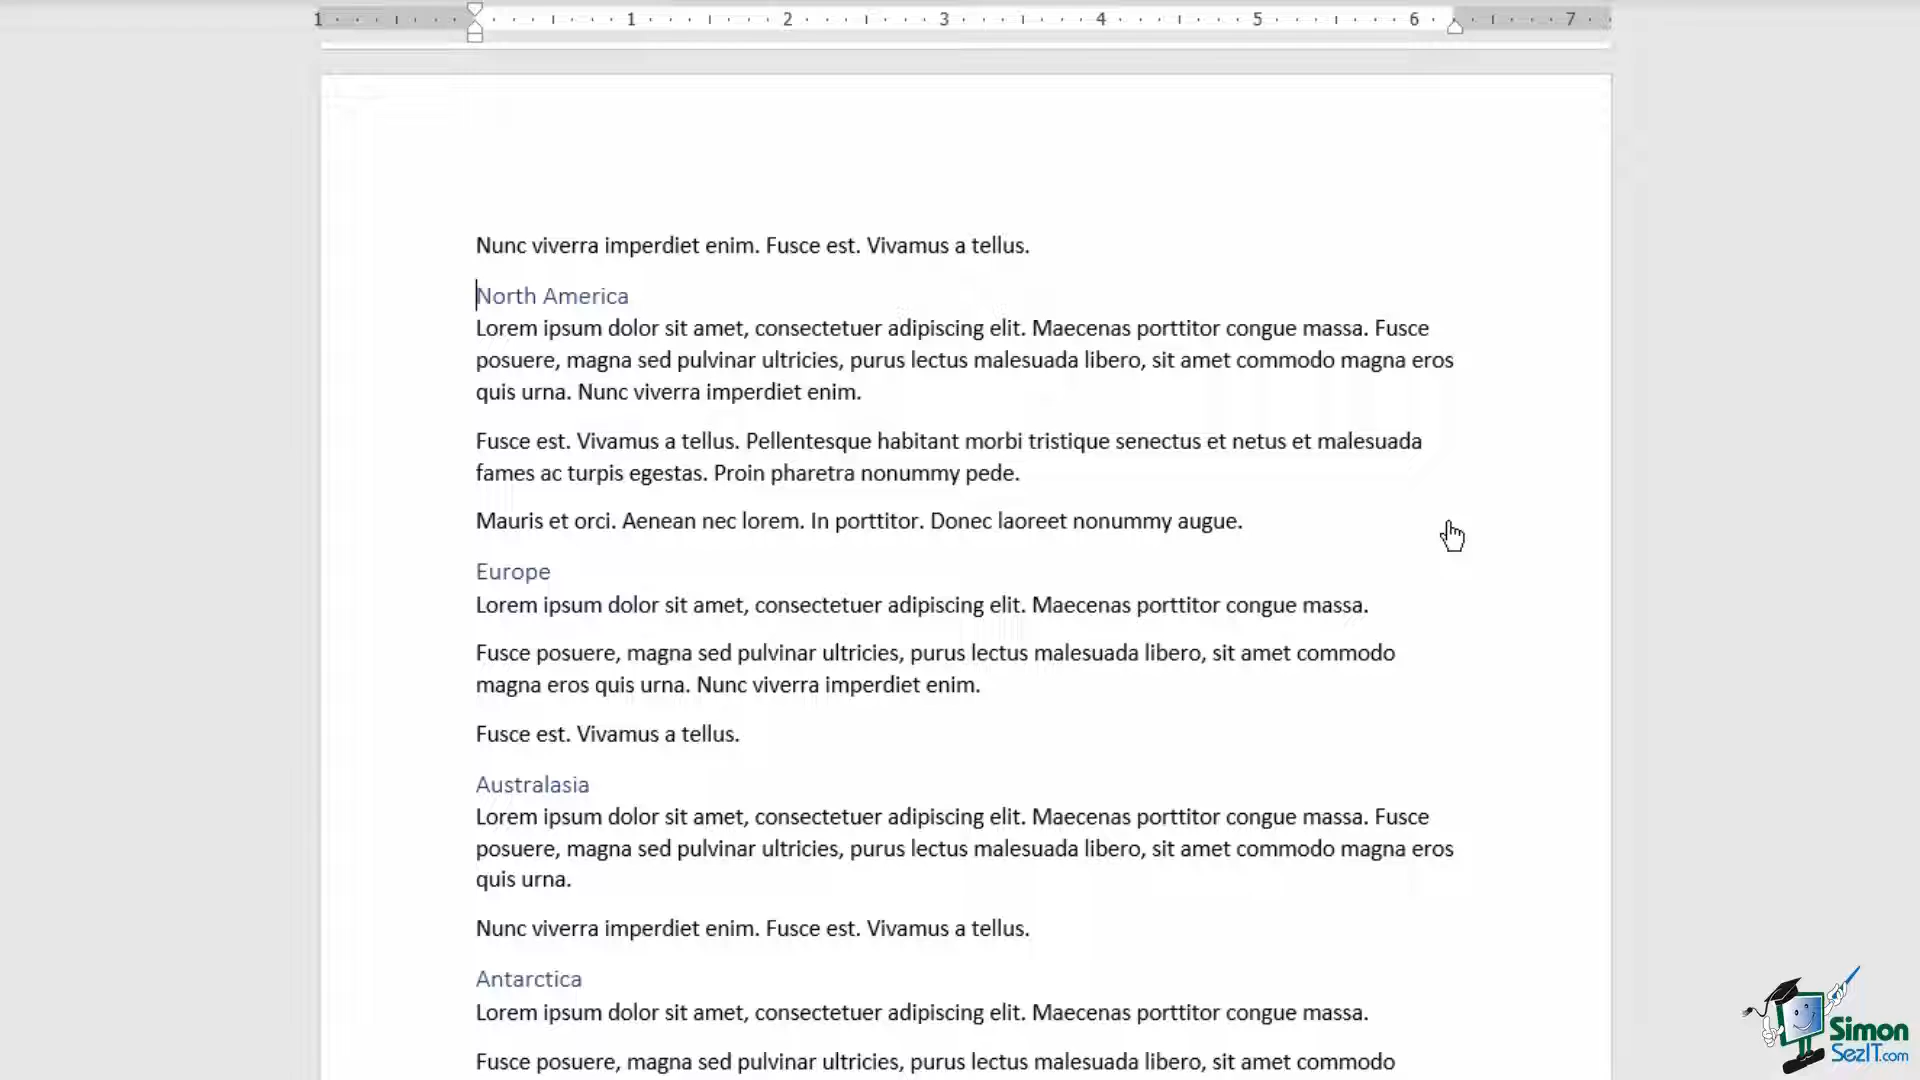 1 1 2 3 4 5 6 7
Nunc viverra imperdiet enim. Fusce est. Vivamus a tellus.
North America
Lorem ipsum dolor sit amet, consectetuer adipiscing elit. Maecenas porttitor congue massa. Fusce
posuere, magna sed pulvinar ultricies, purus lectus malesuada libero, sit amet commodo magna eros
quis urna. Nunc viverra imperdiet enim.
Fusce est. Vivamus a tellus. Pellentesque habitant morbi tristique senectus et netus et malesuada
fames ac turpis egestas. Proin pharetra nonummy pede.
Mauris et orci. Aenean nec lorem. In porttitor. Donec laoreet nonummy augue.
Europe
Lorem ipsum dolor sit amet, consectetuer adipiscing elit. Maecenas porttitor congue massa.
Fusce posuere, magna sed pulvinar ultricies, purus lectus malesuada libero, sit amet commodo
magna eros quis urna. Nunc viverra imperdiet enim.
Fusce est. Vivamus a tellus.
Australasia
Lorem ipsum dolor sit amet, consectetuer adipiscing elit. Maecenas porttitor congue massa. Fusce
posuere, magna sed pulvinar ultricies, purus lectus malesuada libero, sit amet commodo magna eros
quis urna.
Nunc viverra imperdiet enim. Fusce est. Vivamus a tellus.
Antarctica
Lorem ipsum dolor sit amet, consectetuer adipiscing elit. Maecenas porttitor congue massa.
Fusce posuere, magna sed pulvinar ultricies, purus lectus malesuada libero, sit amet commodo
Simon
SezIT.com